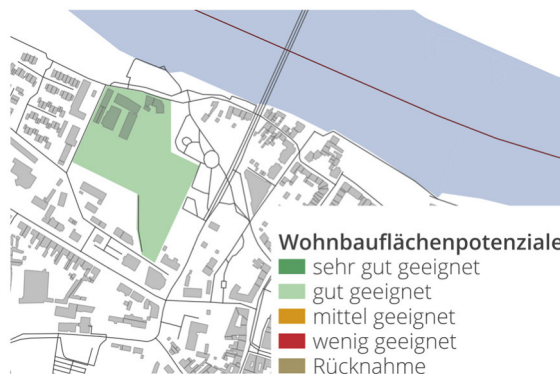 Wohnbauflächenpotenziale
sehr gut geeignet
gut geeignet
mittel geeignet
wenig geeignet
Rücknahme